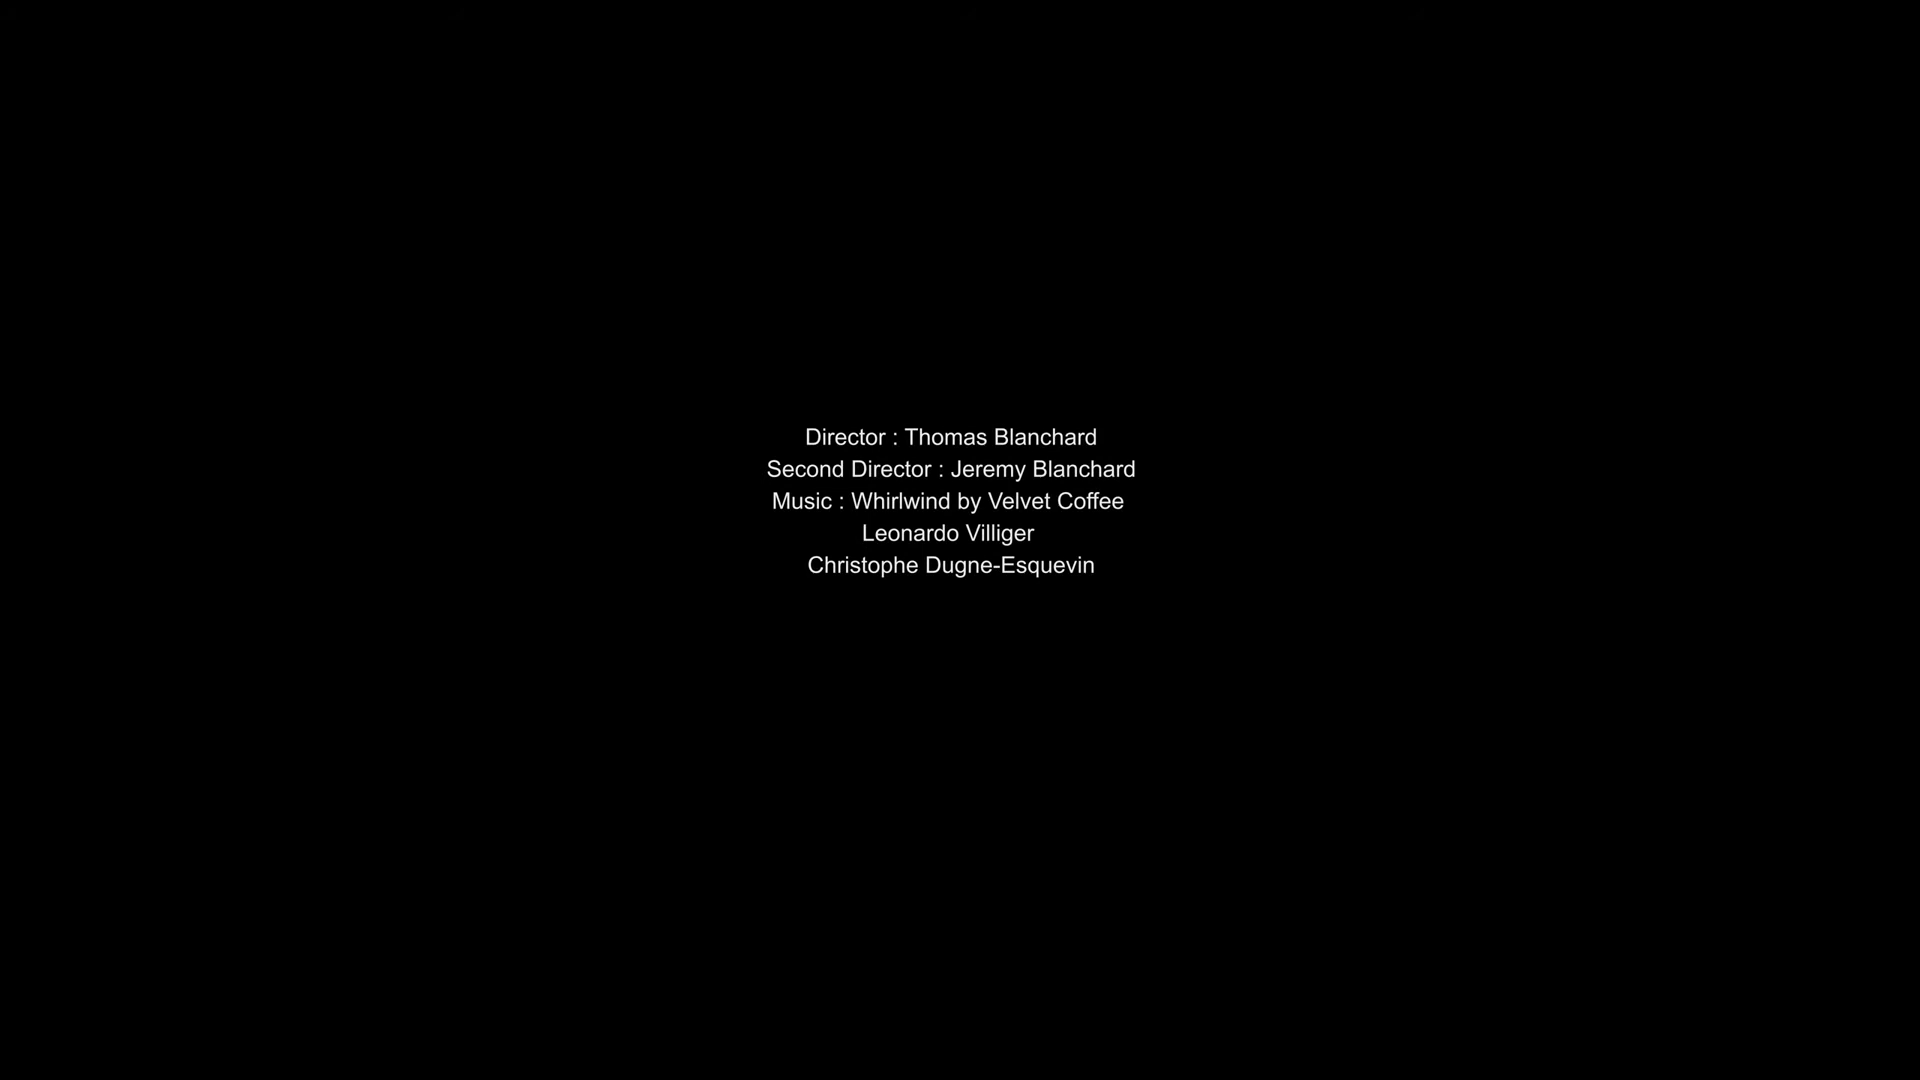 Director : Thomas Blanchard
Second Director : Jeremy Blanchard
Music : Whirlwind by Velvet Coffee
Leonardo Villiger
Christophe Dugne-Esquevin